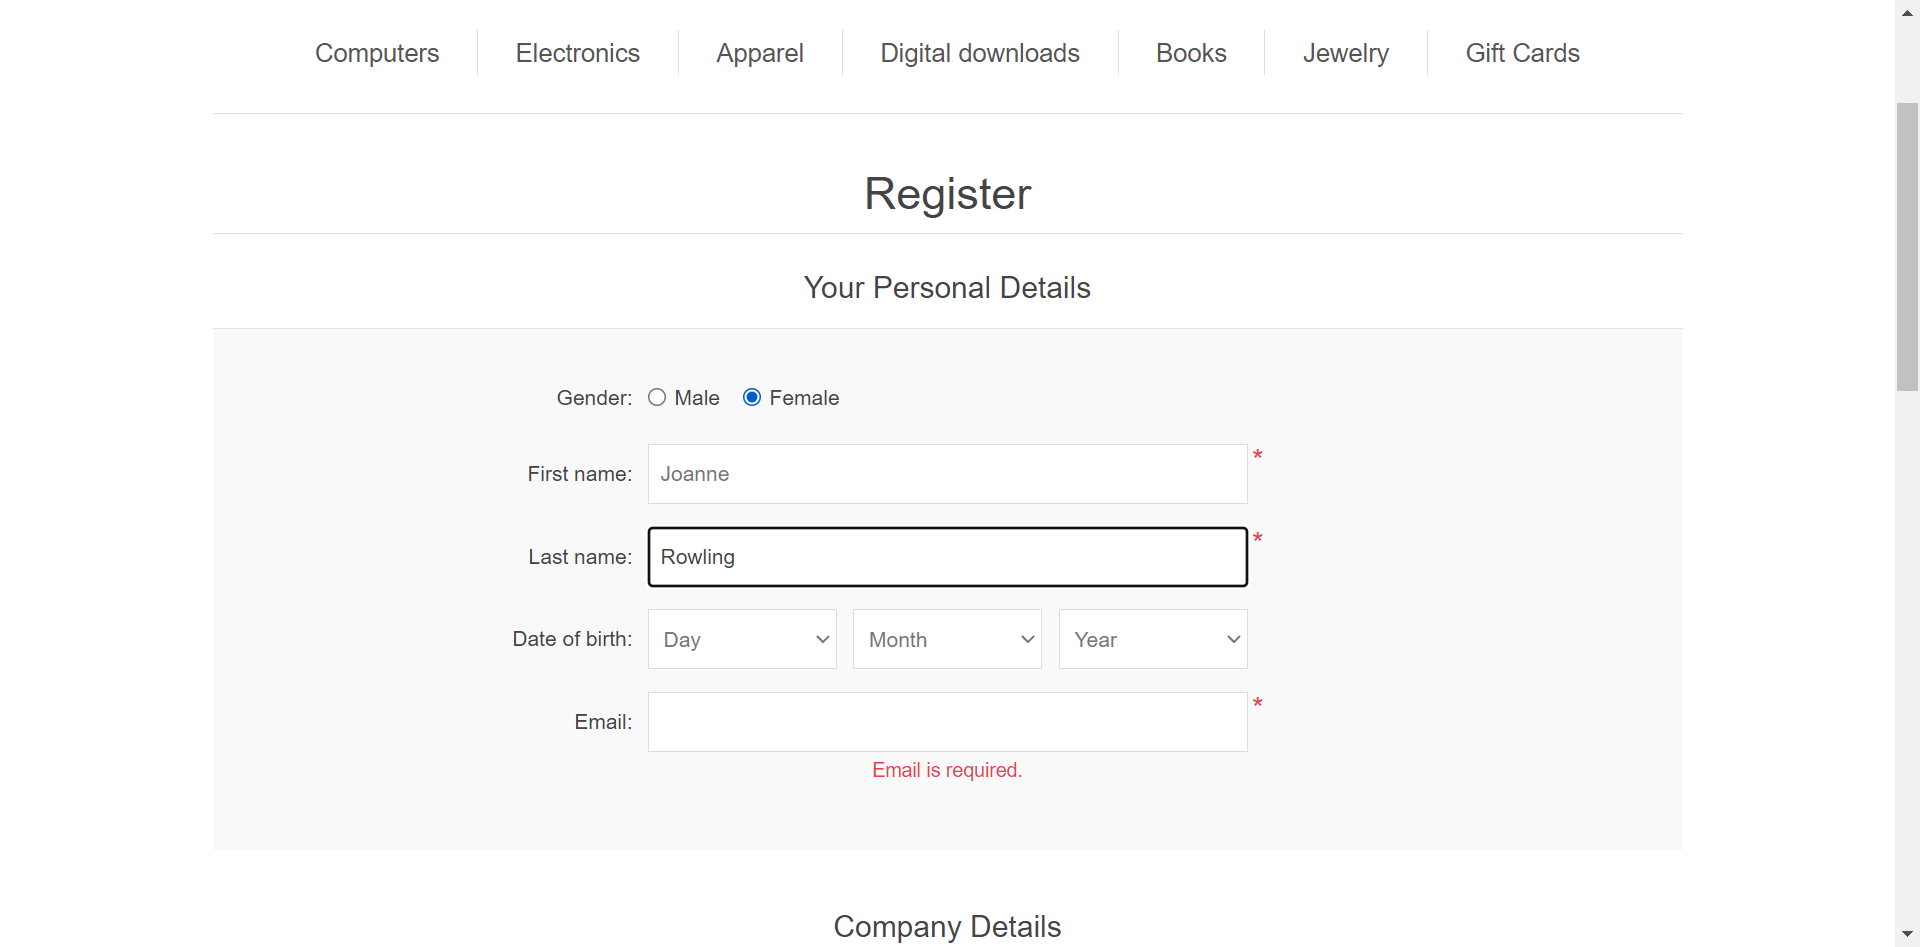 Computers Electronics Apparel Digital downloads Books Jewelry Gift Cards
Register
Your Personal Details
Gender: Male Female
First name: Joanne *
Last name: Rowling *
Date of birth: Day Month Year
Email: *
Email is required.
Company Details